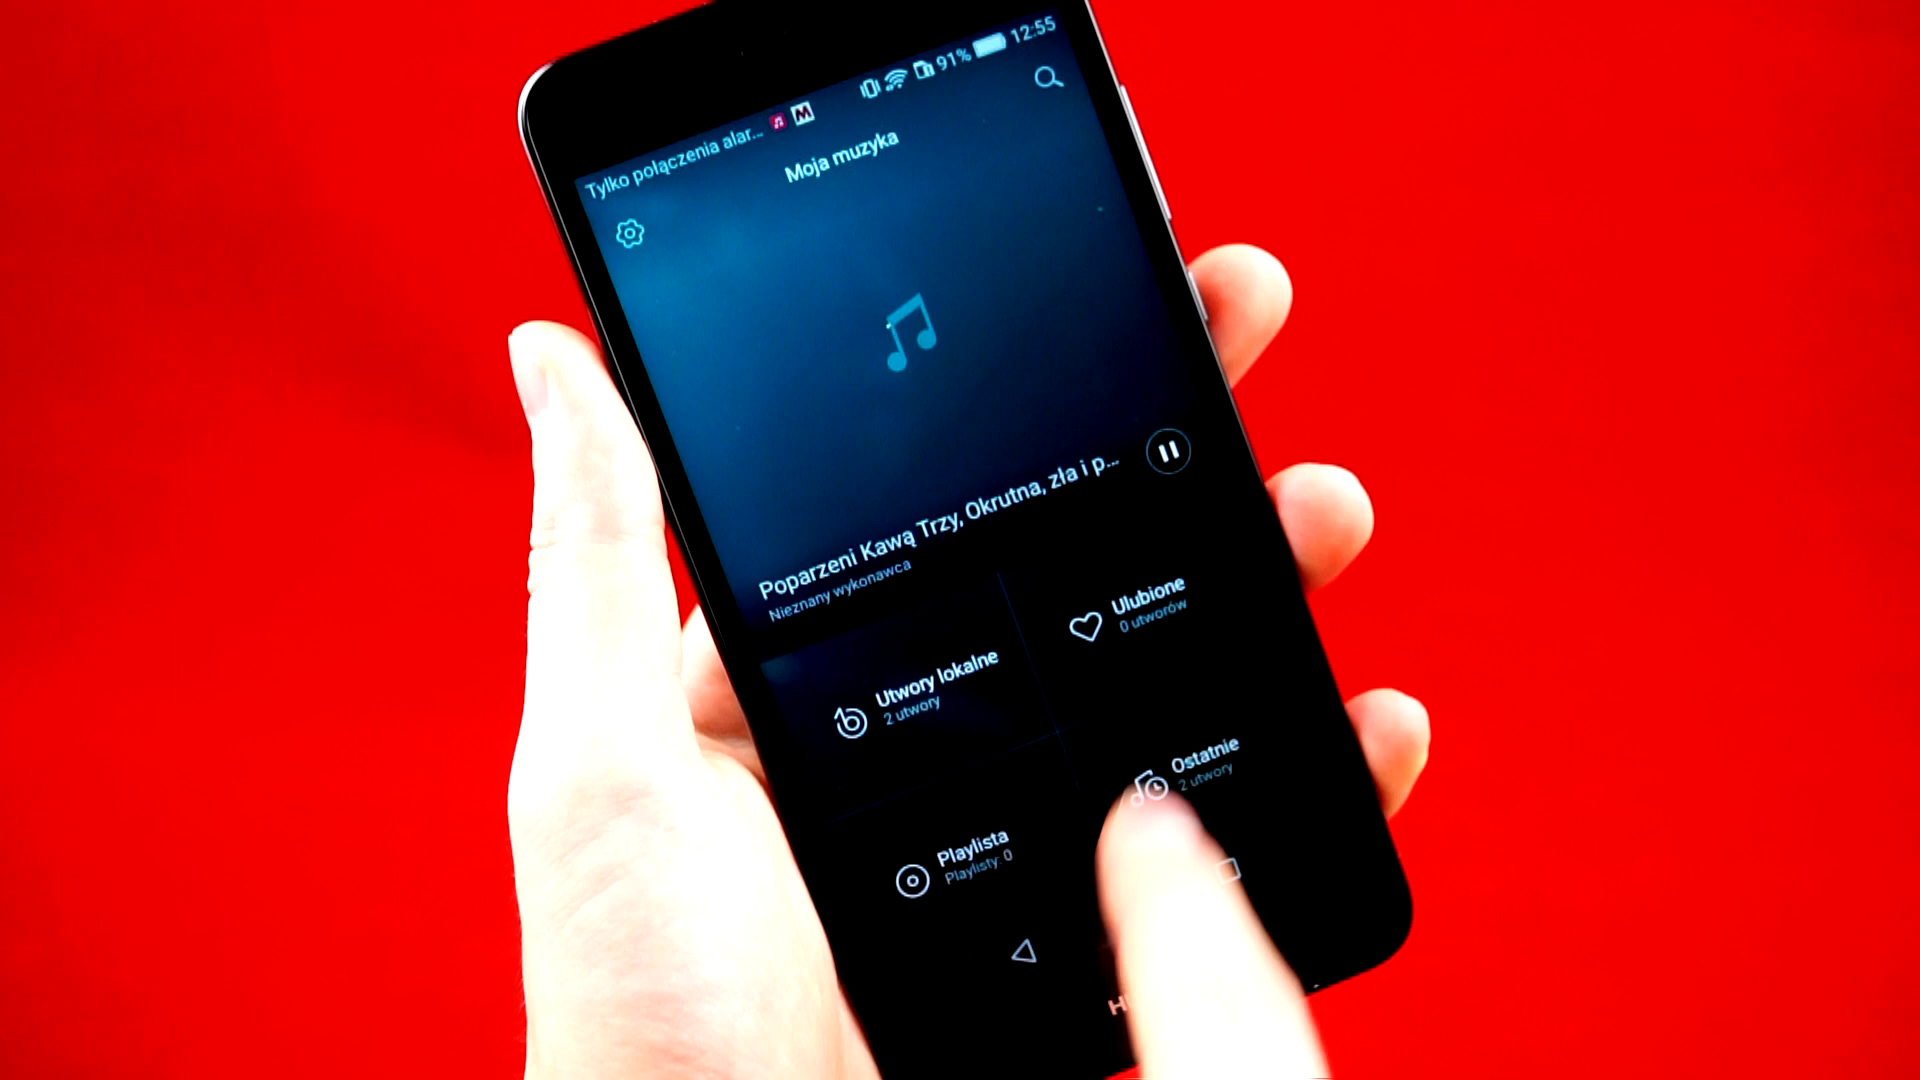 Tylko połączenia alar... 91% 12:55
Moja muzyka
Poparzeni Kawą Trzy, Okrutna, zła i p...
Nieznany wykonawca
Utwory lokalne
2 utwory
Ulubione
0 utworów
Playlista
Playlisty: 0
Ostatnie
2 utwory